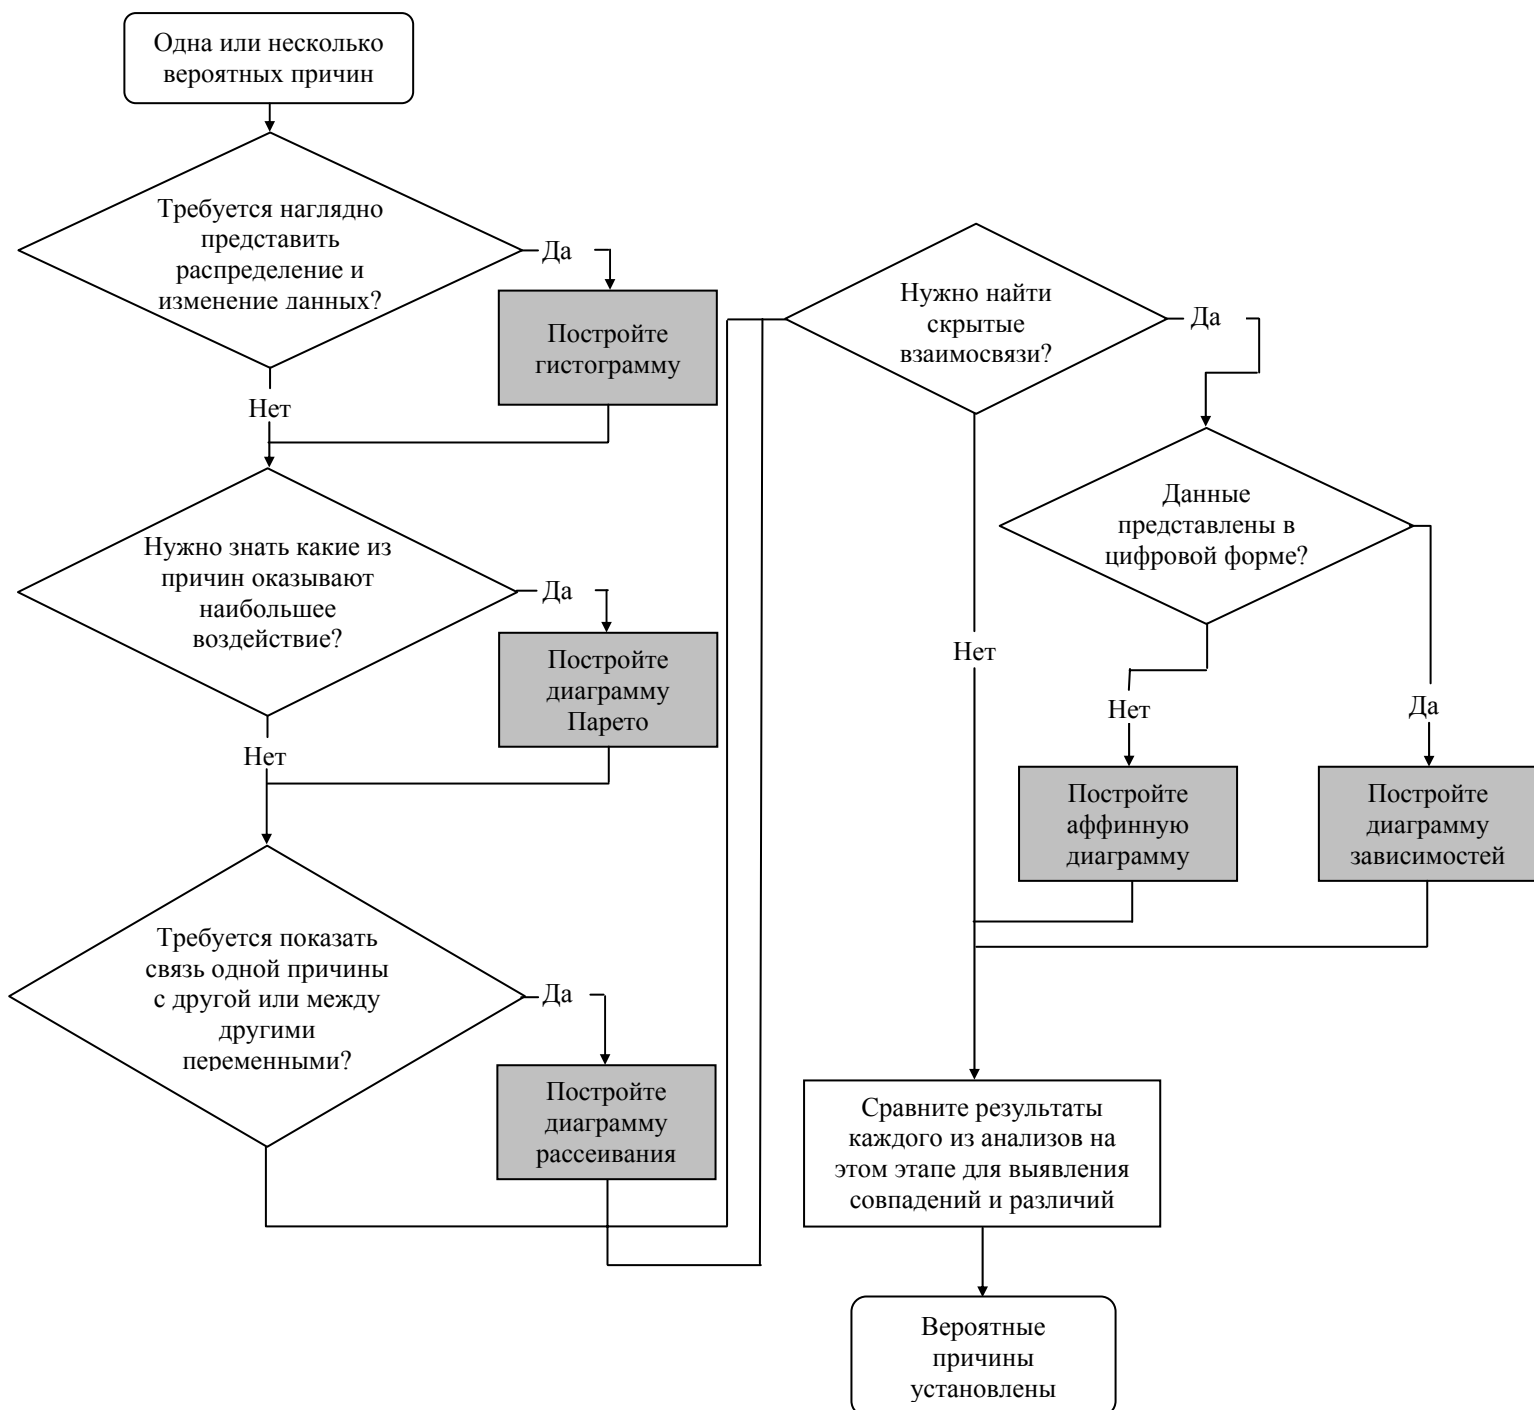 Одна или несколько
вероятных причин
Требуется наглядно
представить
распределение и
изменение данных?
Да
Постройте
гистограмму
Нет
Нужно знать какие из
причин оказывают
наибольшее
воздействие?
Да
Постройте
диаграмму
Парето
Нет
Требуется показать
связь одной причины
с другой или между
другими
переменными?
Да
Постройте
диаграмму
рассеивания
Нужно найти
скрытые
взаимосвязи?
Да
Нет
Данные
представлены в
цифровой форме?
Нет
Да
Постройте
аффинную
диаграмму
Постройте
диаграмму
зависимостей
Сравните результаты
каждого из анализов на
этом этапе для выявления
совпадений и различий
Вероятные
причины
установлены